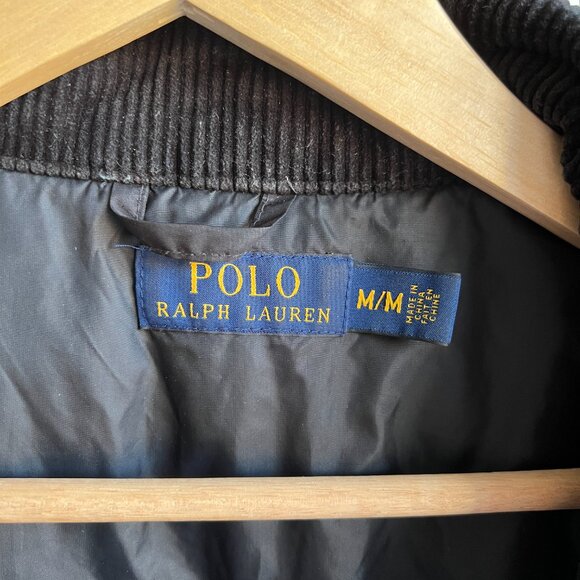 POLO
RALPH LAUREN
M/M
MADE IN
CHINA
FAIT EN
CHINE